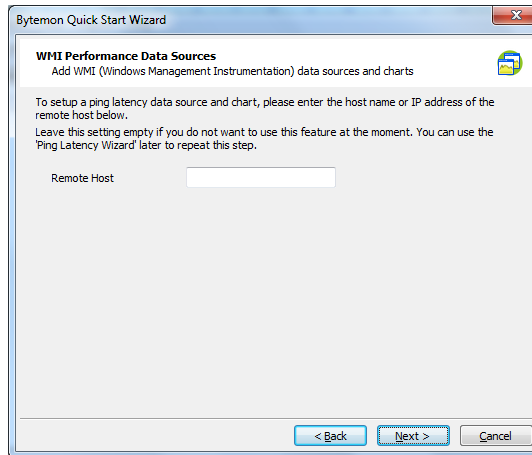 Bytemon Quick Start Wizard
WMI Performance Data Sources
Add WMI (Windows Management Instrumentation) data sources and charts
To setup a ping latency data source and chart, please enter the host name or IP address of the
remote host below.
Leave this setting empty if you do not want to use this feature at the moment. You can use the
'Ping Latency Wizard' later to repeat this step.
Remote Host
< Back
Next >
Cancel